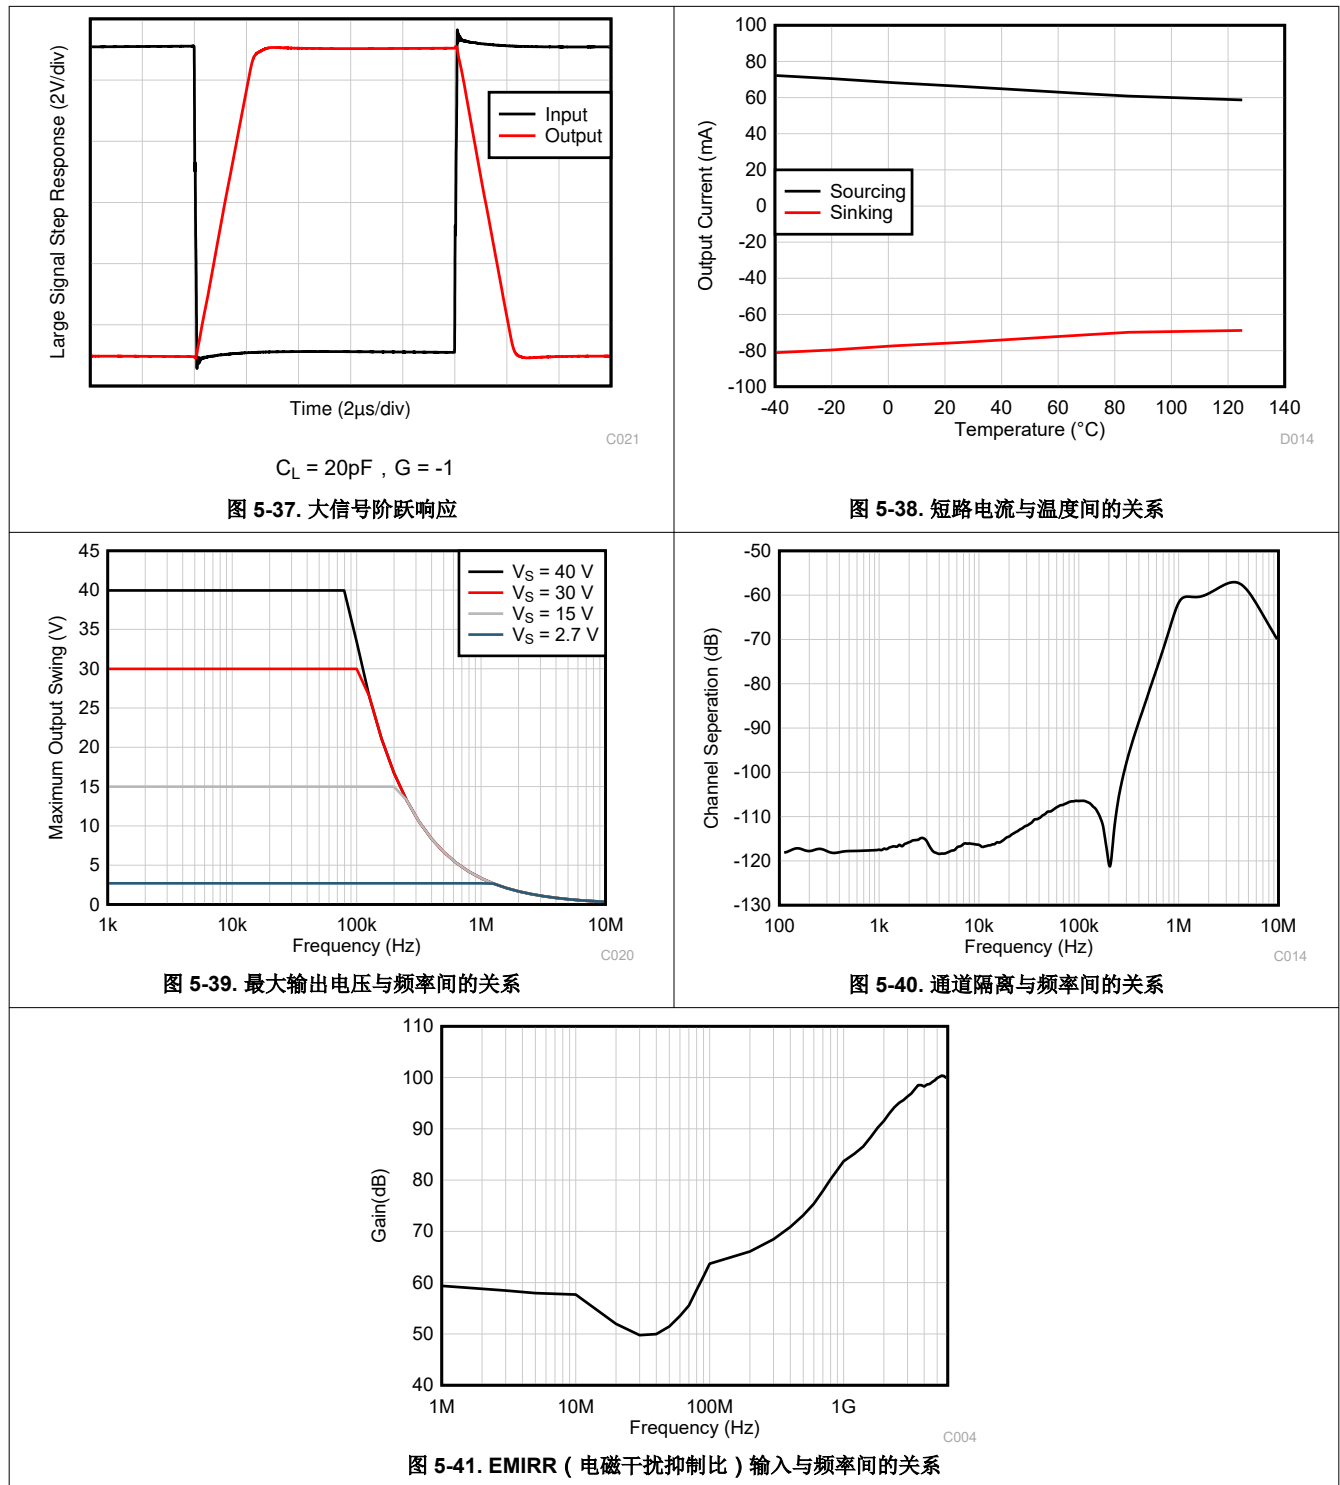 Large Signal Step Response (2V/div)
Input
Output
Time (2µs/div)
C021
C_L = 20pF，G = -1
图 5-37. 大信号阶跃响应
Output Current (mA)
100
80
60
40
20
0
-20
-40
-60
-80
-100
Sourcing
Sinking
-40 -20 0 20 40 60 80 100 120 140
Temperature (°C)
D014
图 5-38. 短路电流与温度间的关系
Maximum Output Swing (V)
45
40
35
30
25
20
15
10
5
0
V_S = 40 V
V_S = 30 V
V_S = 15 V
V_S = 2.7 V
1k 10k 100k 1M 10M
Frequency (Hz)
C020
图 5-39. 最大输出电压与频率间的关系
Channel Seperation (dB)
-50
-60
-70
-80
-90
-100
-110
-120
-130
100 1k 10k 100k 1M 10M
Frequency (Hz)
C014
图 5-40. 通道隔离与频率间的关系
Gain(dB)
110
100
90
80
70
60
50
40
1M 10M 100M 1G
Frequency (Hz)
C004
图 5-41. EMIRR（电磁干扰抑制比）输入与频率间的关系